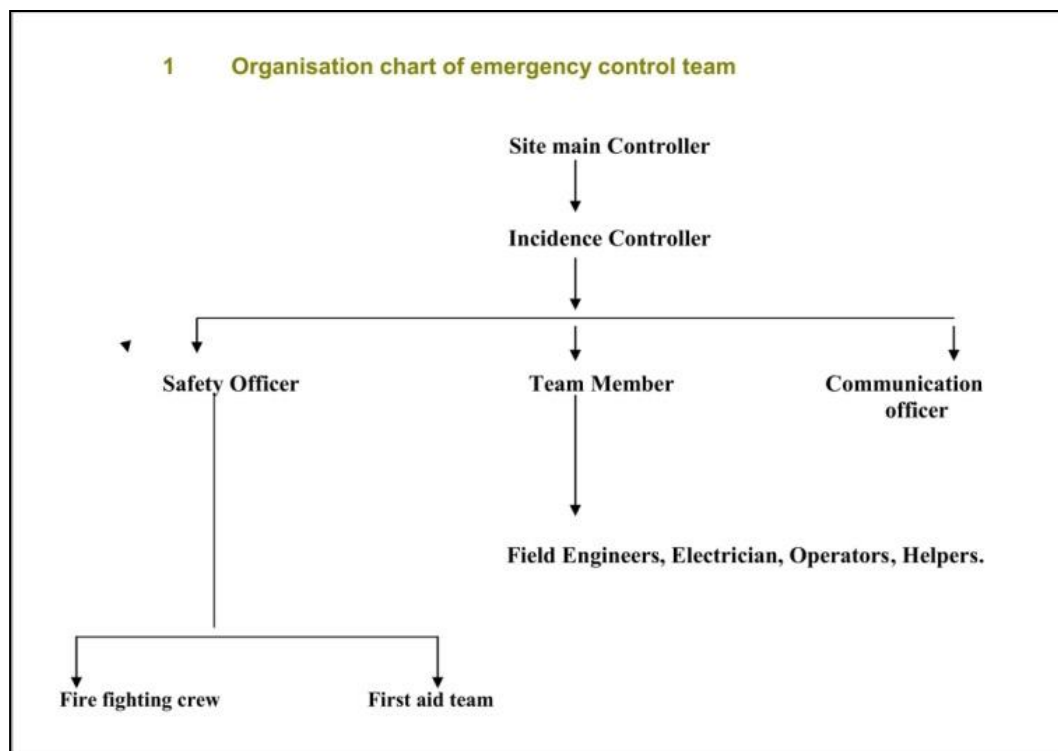 1 Organisation chart of emergency control team
Site main Controller
Incidence Controller
Safety Officer
Team Member
Communication
officer
Field Engineers, Electrician, Operators, Helpers.
Fire fighting crew
First aid team